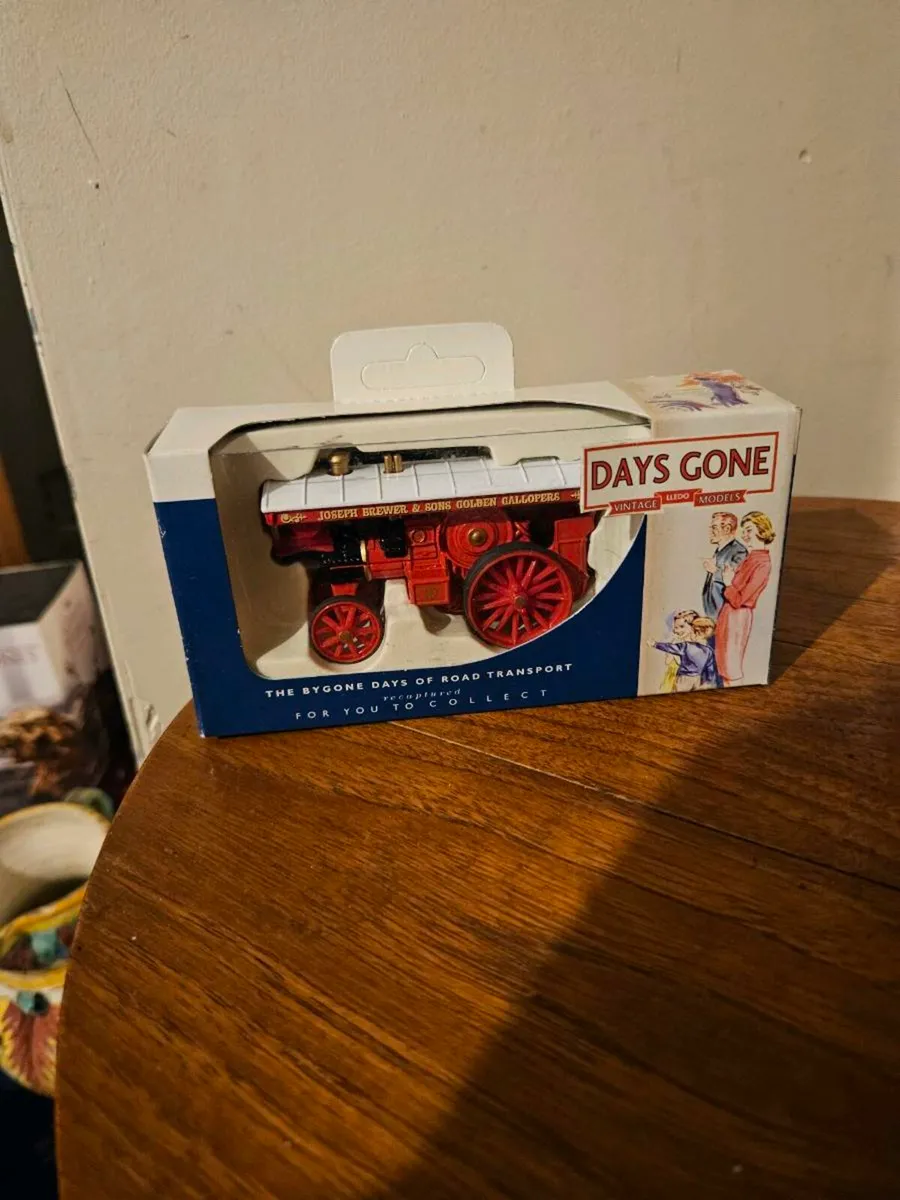 DAYS GONE
VINTAGE LLEDO MODELS
JOSEPH BREWER & SONS GOLDEN GALLOPERS
THE BYGONE DAYS OF ROAD TRANSPORT
recaptured
FOR YOU TO COLLECT